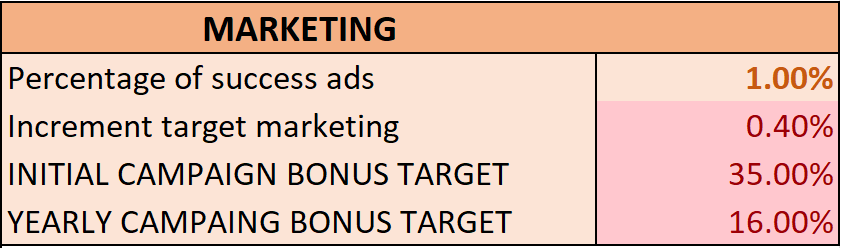 MARKETING
Percentage of success ads 1.00%
Increment target marketing 0.40%
INITIAL CAMPAIGN BONUS TARGET 35.00%
YEARLY CAMPAING BONUS TARGET 16.00%